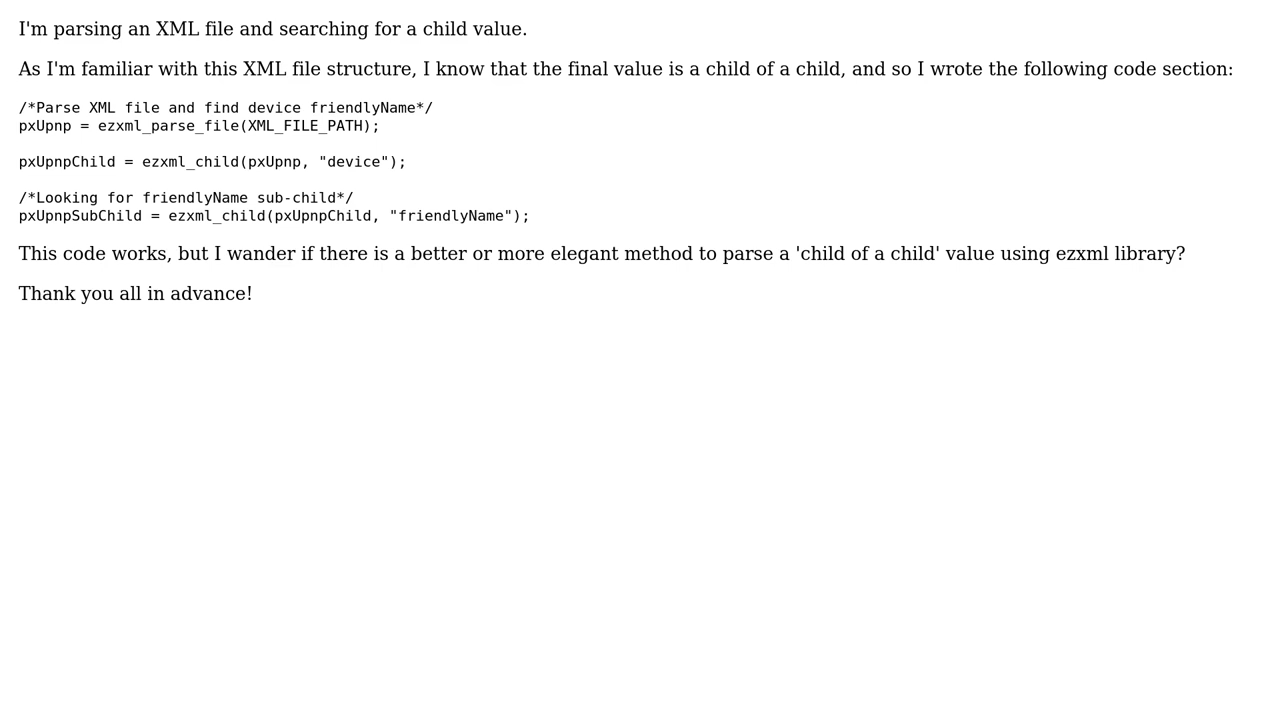 I'm parsing an XML file and searching for a child value.
As I'm familiar with this XML file structure, I know that the final value is a child of a child, and so I wrote the following code section:
/*Parse XML file and find device friendlyName*/
pxUpnp = ezxml_parse_file(XML_FILE_PATH);
pxUpnpChild = ezxml_child(pxUpnp, "device");
/*Looking for friendlyName sub-child*/
pxUpnpSubChild = ezxml_child(pxUpnpChild, "friendlyName");
This code works, but I wander if there is a better or more elegant method to parse a 'child of a child' value using ezxml library?
Thank you all in advance!